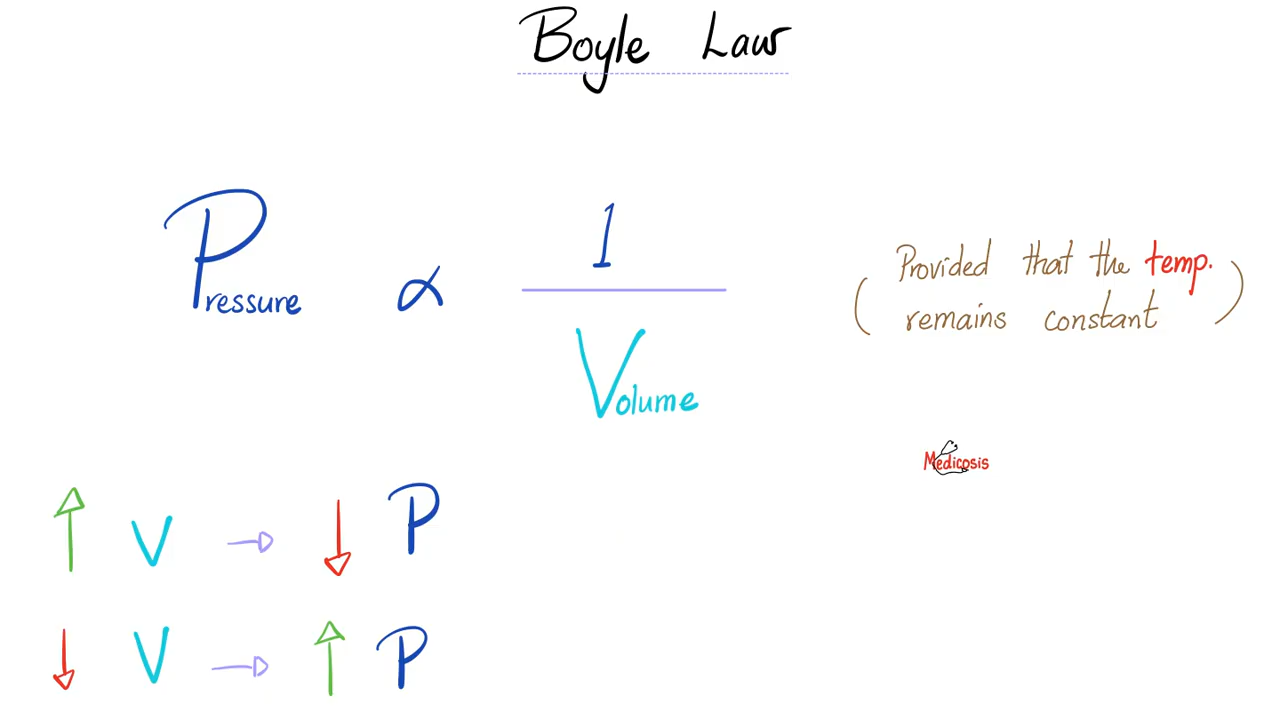 Boyle Law
Pressure ∝ 1
Volume
(Provided that the temp.
remains constant)
Medicosis
↑ V → ↓ P
↓ V → ↑ P